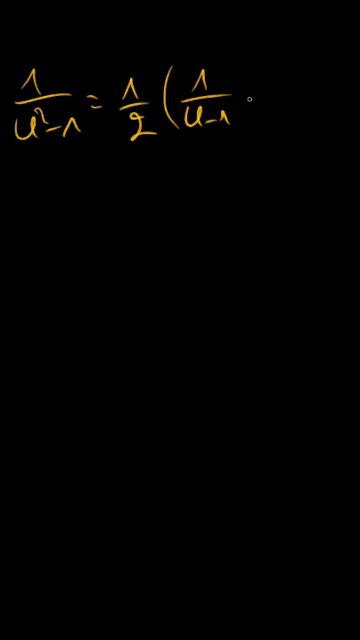 1/(u²-1) = 1/2 (1/(u-1)